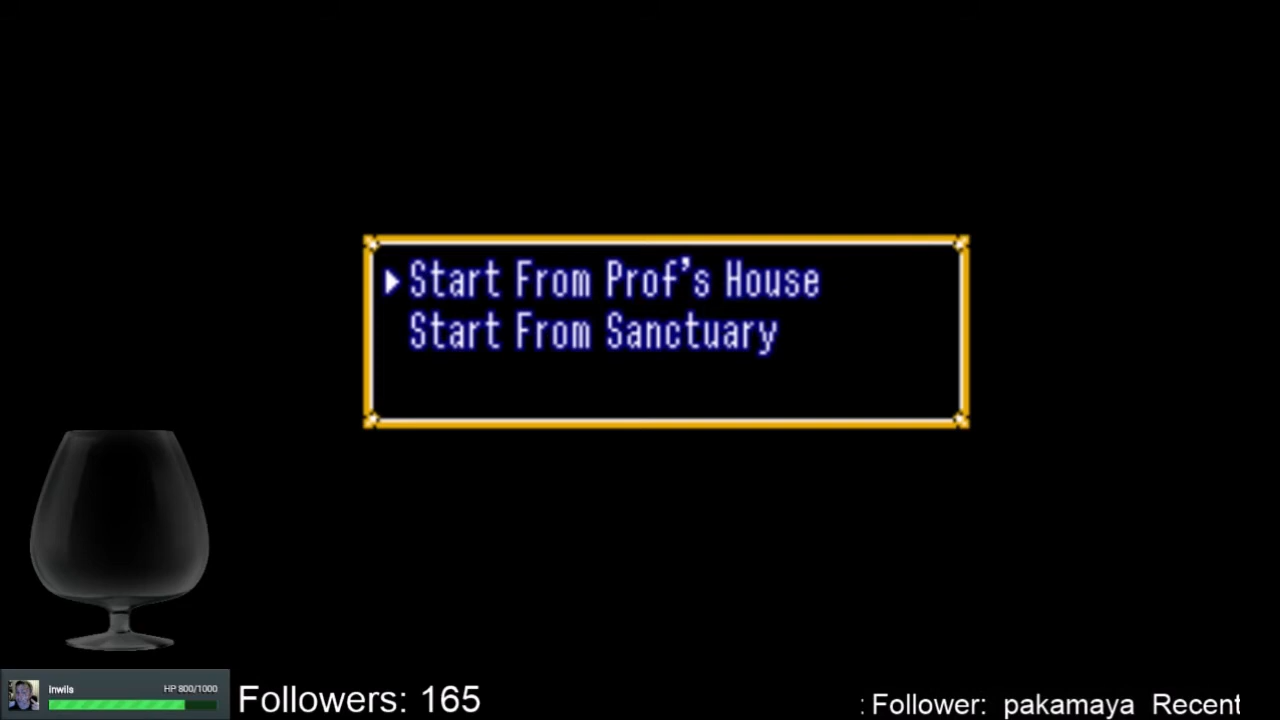 Start From Prof's House
Start From Sanctuary
inwils
HP 800/1000
Followers: 165
: Follower: pakamaya Recent